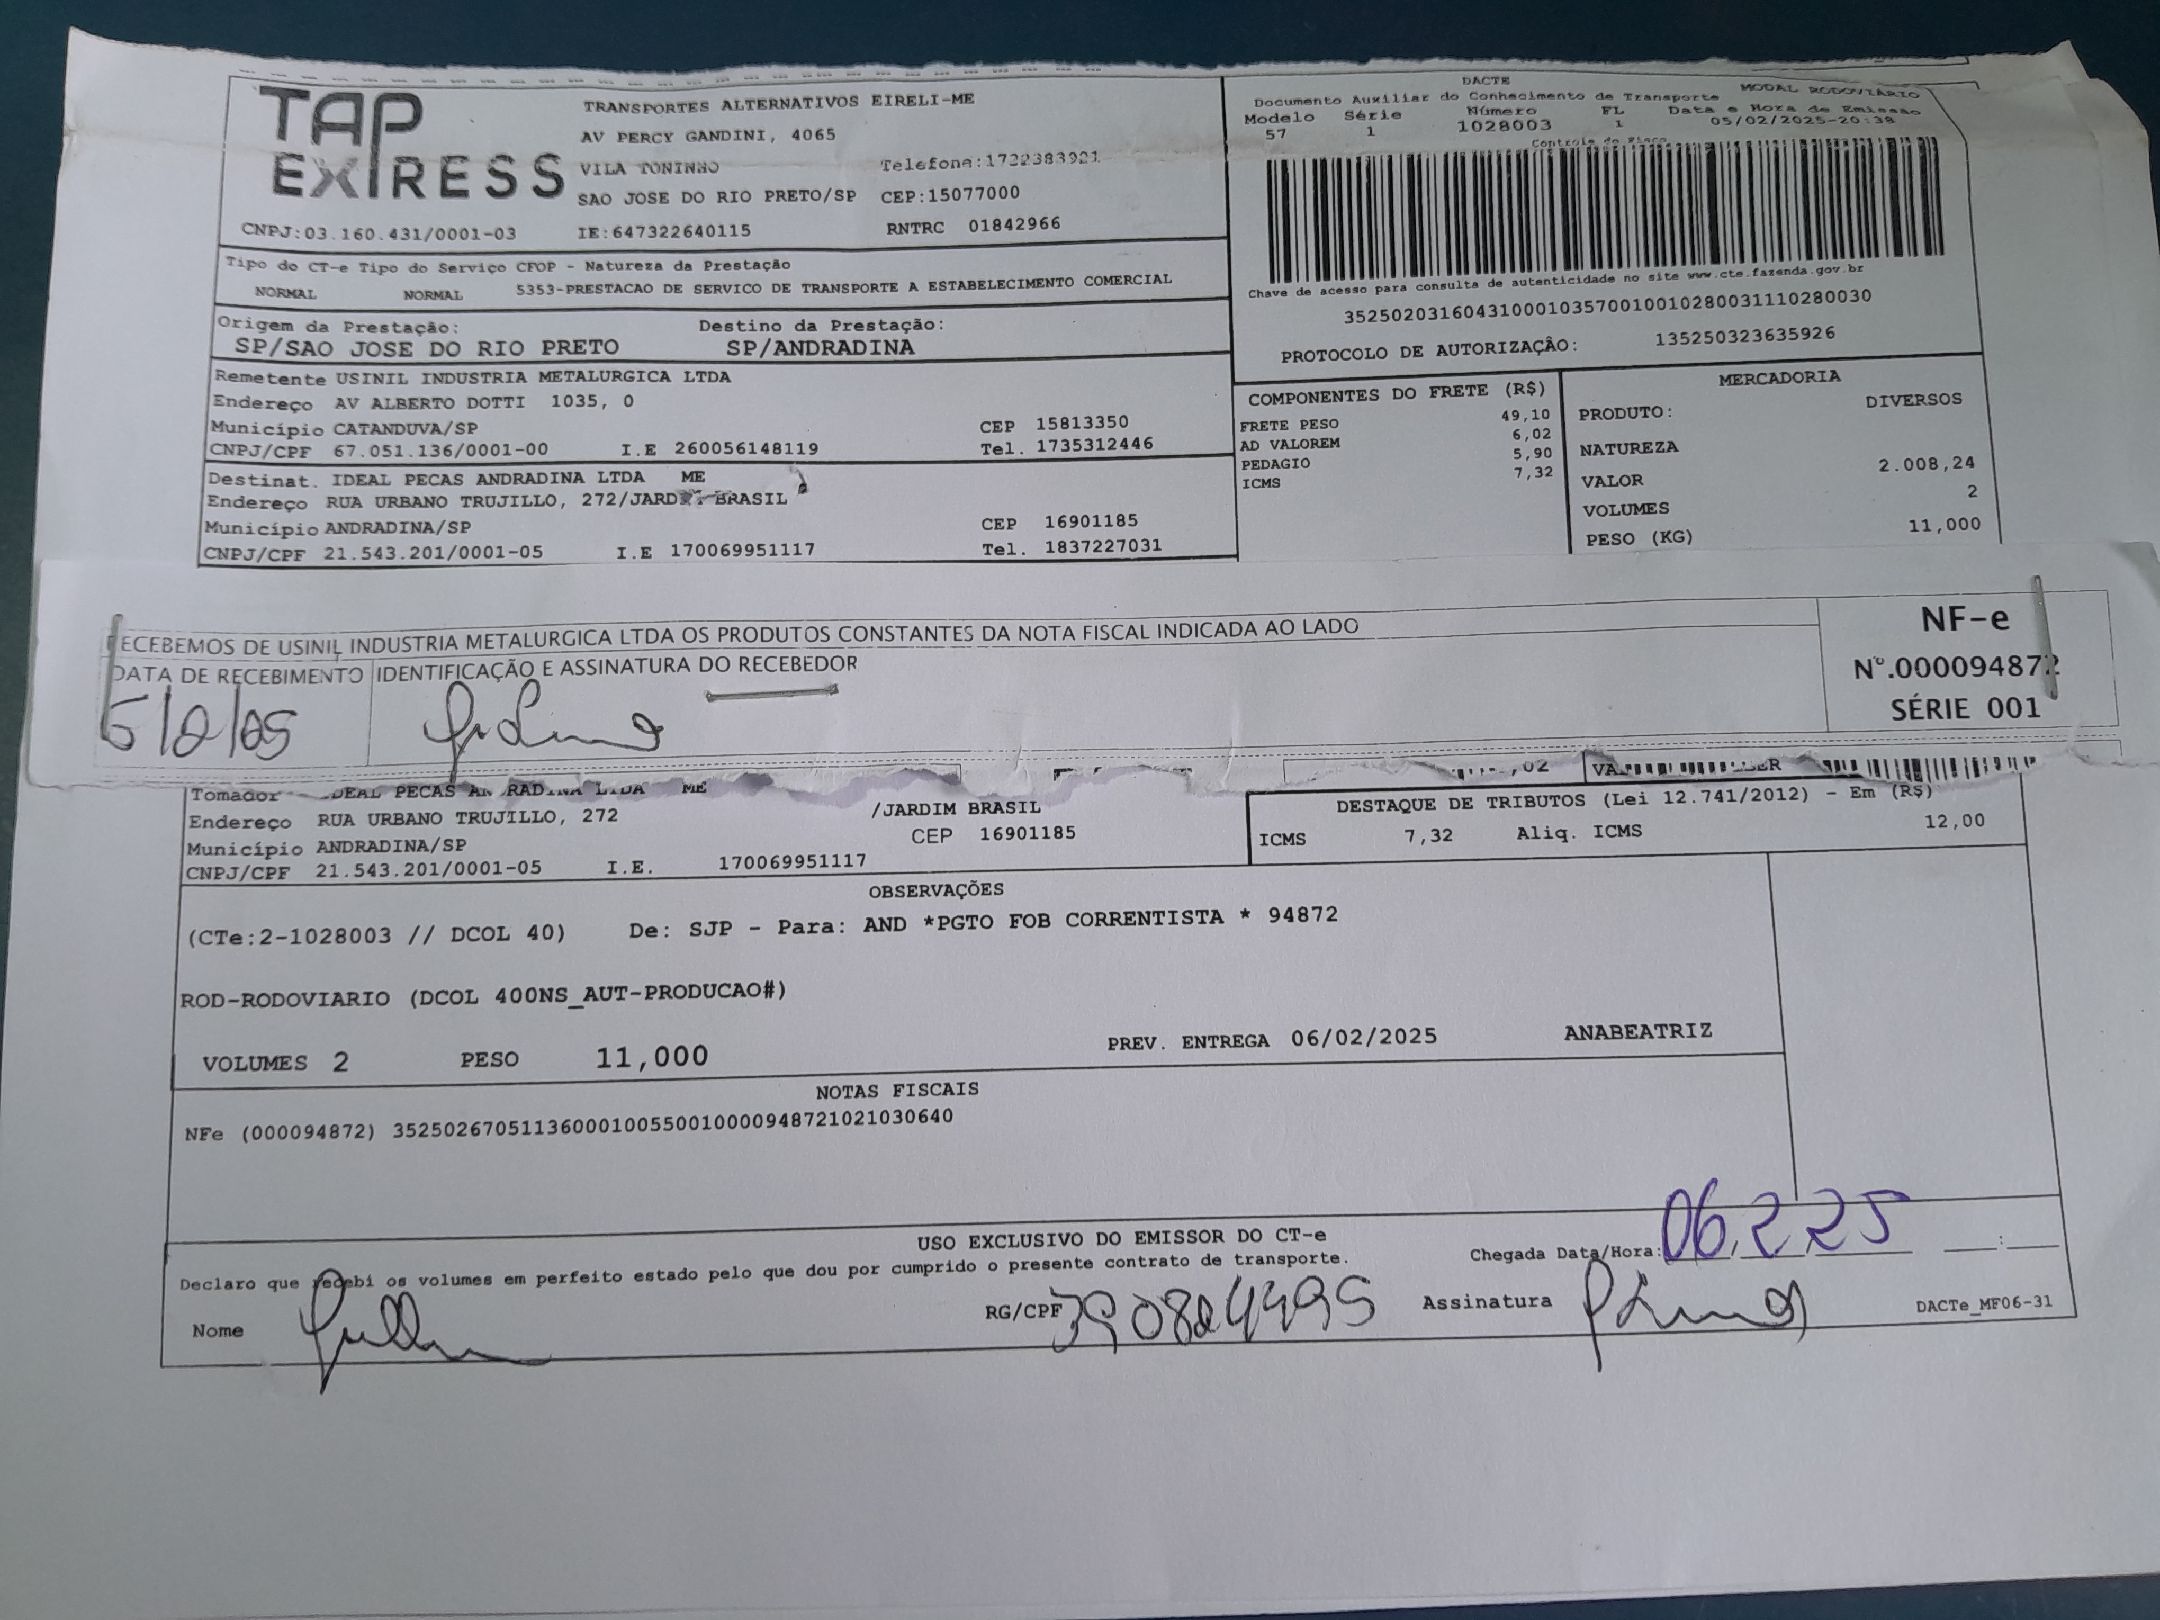 TAP EXPRESS
TRANSPORTES ALTERNATIVOS EIRELI-ME
AV PERCY GANDINI, 4065
VILA TONINHO Telefone:1722383921
SAO JOSE DO RIO PRETO/SP CEP:15077000
CNPJ:03.160.431/0001-03 IE:647322640115 RNTRC 01842966
DACTE MODAL RODOVIÁRIO
Documento Auxiliar do Conhecimento de Transporte
Modelo Série Número FL Data e Hora de Emissao
57 1 1028003 1 05/02/2025-20:38
Controle do Fisco
Chave de acesso para consulta de autenticidade no site www.cte.fazenda.gov.br
35250203160431000103570010010280031110280030
PROTOCOLO DE AUTORIZAÇÃO: 135250323635926
Tipo do CT-e Tipo do Serviço CFOP - Natureza da Prestação
NORMAL NORMAL 5353-PRESTACAO DE SERVICO DE TRANSPORTE A ESTABELECIMENTO COMERCIAL
Origem da Prestação: Destino da Prestação:
SP/SAO JOSE DO RIO PRETO SP/ANDRADINA
Remetente USINIL INDUSTRIA METALURGICA LTDA
Endereço AV ALBERTO DOTTI 1035, 0
Município CATANDUVA/SP CEP 15813350
CNPJ/CPF 67.051.136/0001-00 I.E 260056148119 Tel. 1735312446
Destinat. IDEAL PECAS ANDRADINA LTDA ME
Endereço RUA URBANO TRUJILLO, 272/JARDIM BRASIL
Município ANDRADINA/SP CEP 16901185
CNPJ/CPF 21.543.201/0001-05 I.E 170069951117 Tel. 1837227031
COMPONENTES DO FRETE (R$)
FRETE PESO 49,10
AD VALOREM 6,02
PEDAGIO 5,90
ICMS 7,32
MERCADORIA
PRODUTO: DIVERSOS
NATUREZA
VALOR 2.008,24
VOLUMES 2
PESO (KG) 11,000
ECEBEMOS DE USINIL INDUSTRIA METALURGICA LTDA OS PRODUTOS CONSTANTES DA NOTA FISCAL INDICADA AO LADO
DATA DE RECEBIMENTO IDENTIFICAÇÃO E ASSINATURA DO RECEBEDOR
NF-e
Nº.000094872
SÉRIE 001
,02
Tomador IDEAL PECAS ANDRADINA LTDA ME
Endereço RUA URBANO TRUJILLO, 272 /JARDIM BRASIL
Município ANDRADINA/SP CEP 16901185
CNPJ/CPF 21.543.201/0001-05 I.E. 170069951117
DESTAQUE DE TRIBUTOS (Lei 12.741/2012) - Em (R$)
ICMS 7,32 Aliq. ICMS 12,00
OBSERVAÇÕES
(CTe:2-1028003 // DCOL 40) De: SJP - Para: AND *PGTO FOB CORRENTISTA * 94872
ROD-RODOVIARIO (DCOL 400NS_AUT-PRODUCAO#)
VOLUMES 2 PESO 11,000 PREV. ENTREGA 06/02/2025 ANABEATRIZ
NOTAS FISCAIS
NFe (000094872) 35250267051136000100550010000948721021030640
USO EXCLUSIVO DO EMISSOR DO CT-e
Declaro que recebi os volumes em perfeito estado pelo que dou por cumprido o presente contrato de transporte.
Chegada Data/Hora: 06 2 25
Nome RG/CPF Assinatura DACTe_MF06-31